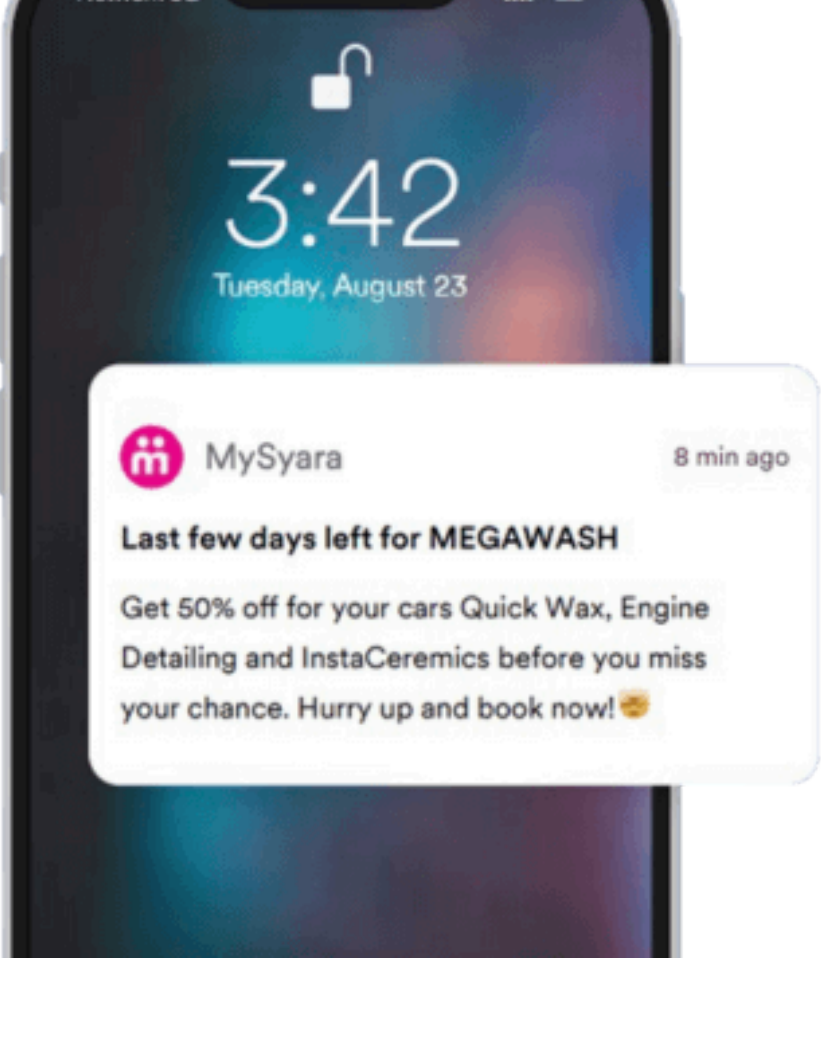 3:42
Tuesday, August 23
MySyara
8 min ago
Last few days left for MEGAWASH
Get 50% off for your cars Quick Wax, Engine
Detailing and InstaCeremics before you miss
your chance. Hurry up and book now!🤯